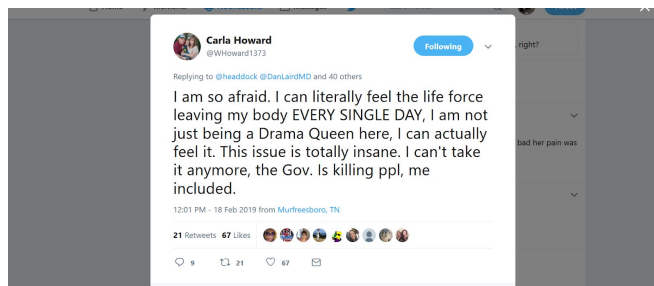 Carla Howard
@WHoward1373
Following
right?
Replying to @headdock @DanLairdMD and 40 others
I am so afraid. I can literally feel the life force
leaving my body EVERY SINGLE DAY, I am not
just being a Drama Queen here, I can actually
feel it. This issue is totally insane. I can't take
it anymore, the Gov. Is killing ppl, me
included.
bad her pain was
12:01 PM - 18 Feb 2019 from Murfreesboro, TN
21 Retweets 67 Likes
9 21 67